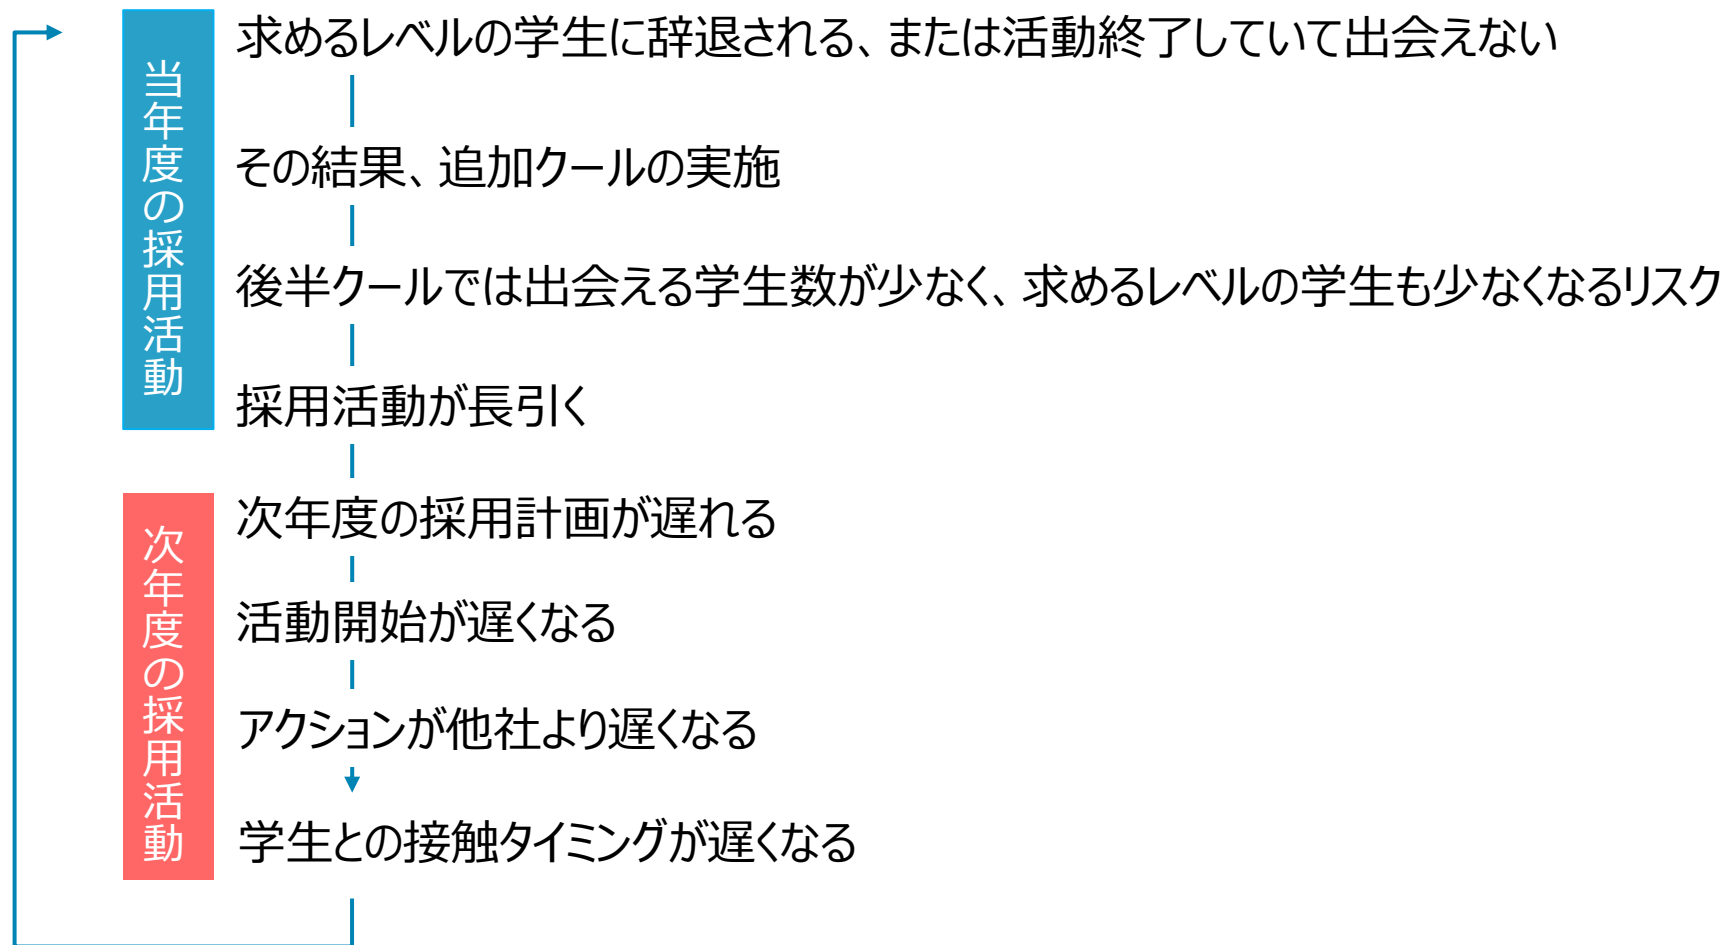 当年度の採用活動
求めるレベルの学生に辞退される、または活動終了していて出会えない
その結果、追加クールの実施
後半クールでは出会える学生数が少なく、求めるレベルの学生も少なくなるリスク
採用活動が長引く
次年度の採用活動
次年度の採用計画が遅れる
活動開始が遅くなる
アクションが他社より遅くなる
学生との接触タイミングが遅くなる